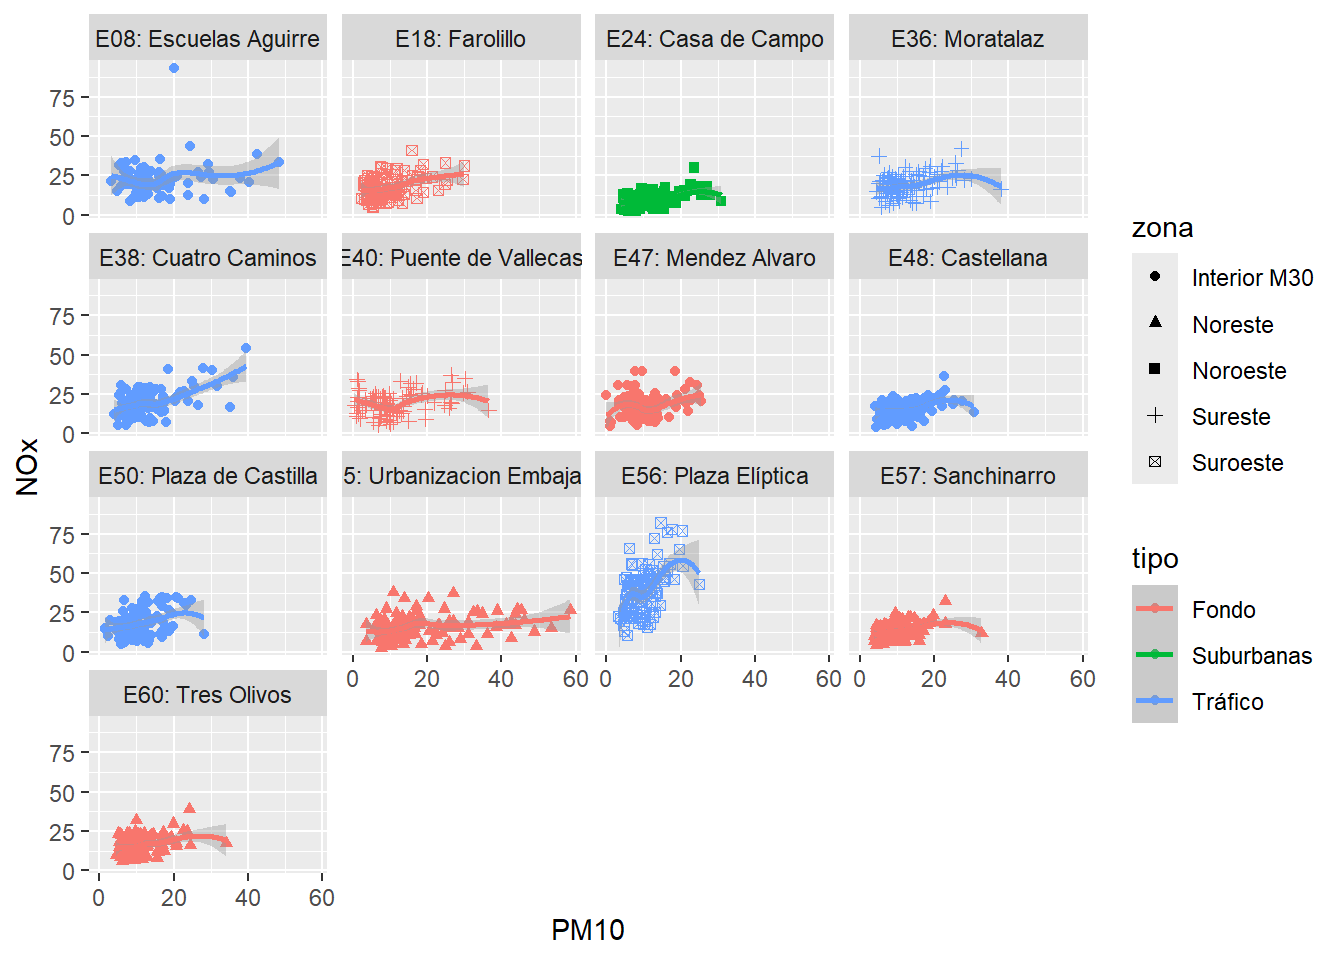 E08: Escuelas Aguirre E18: Farolillo E24: Casa de Campo E36: Moratalaz
75
50
25
0
E38: Cuatro Caminos E40: Puente de Vallecas E47: Mendez Alvaro E48: Castellana
75
50
25
0
E50: Plaza de Castilla 5: Urbanizacion Embaja E56: Plaza Elíptica E57: Sanchinarro
75
50
25
0
0 20 40 60 0 20 40 60 0 20 40 60
E60: Tres Olivos
75
50
25
0
0 20 40 60
PM10
NOx
zona
Interior M30
Noreste
Noroeste
Sureste
Suroeste
tipo
Fondo
Suburbanas
Tráfico